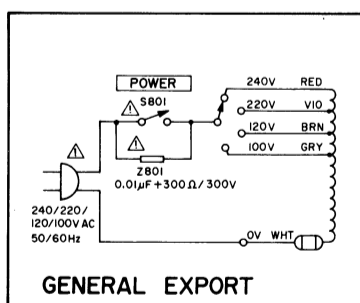 POWER
S801
240V RED
220V VIO
120V BRN
100V GRY
Z801
0.01μF+300Ω/300V
240/220/
120/100V AC
50/60Hz
0V WHT
GENERAL EXPORT